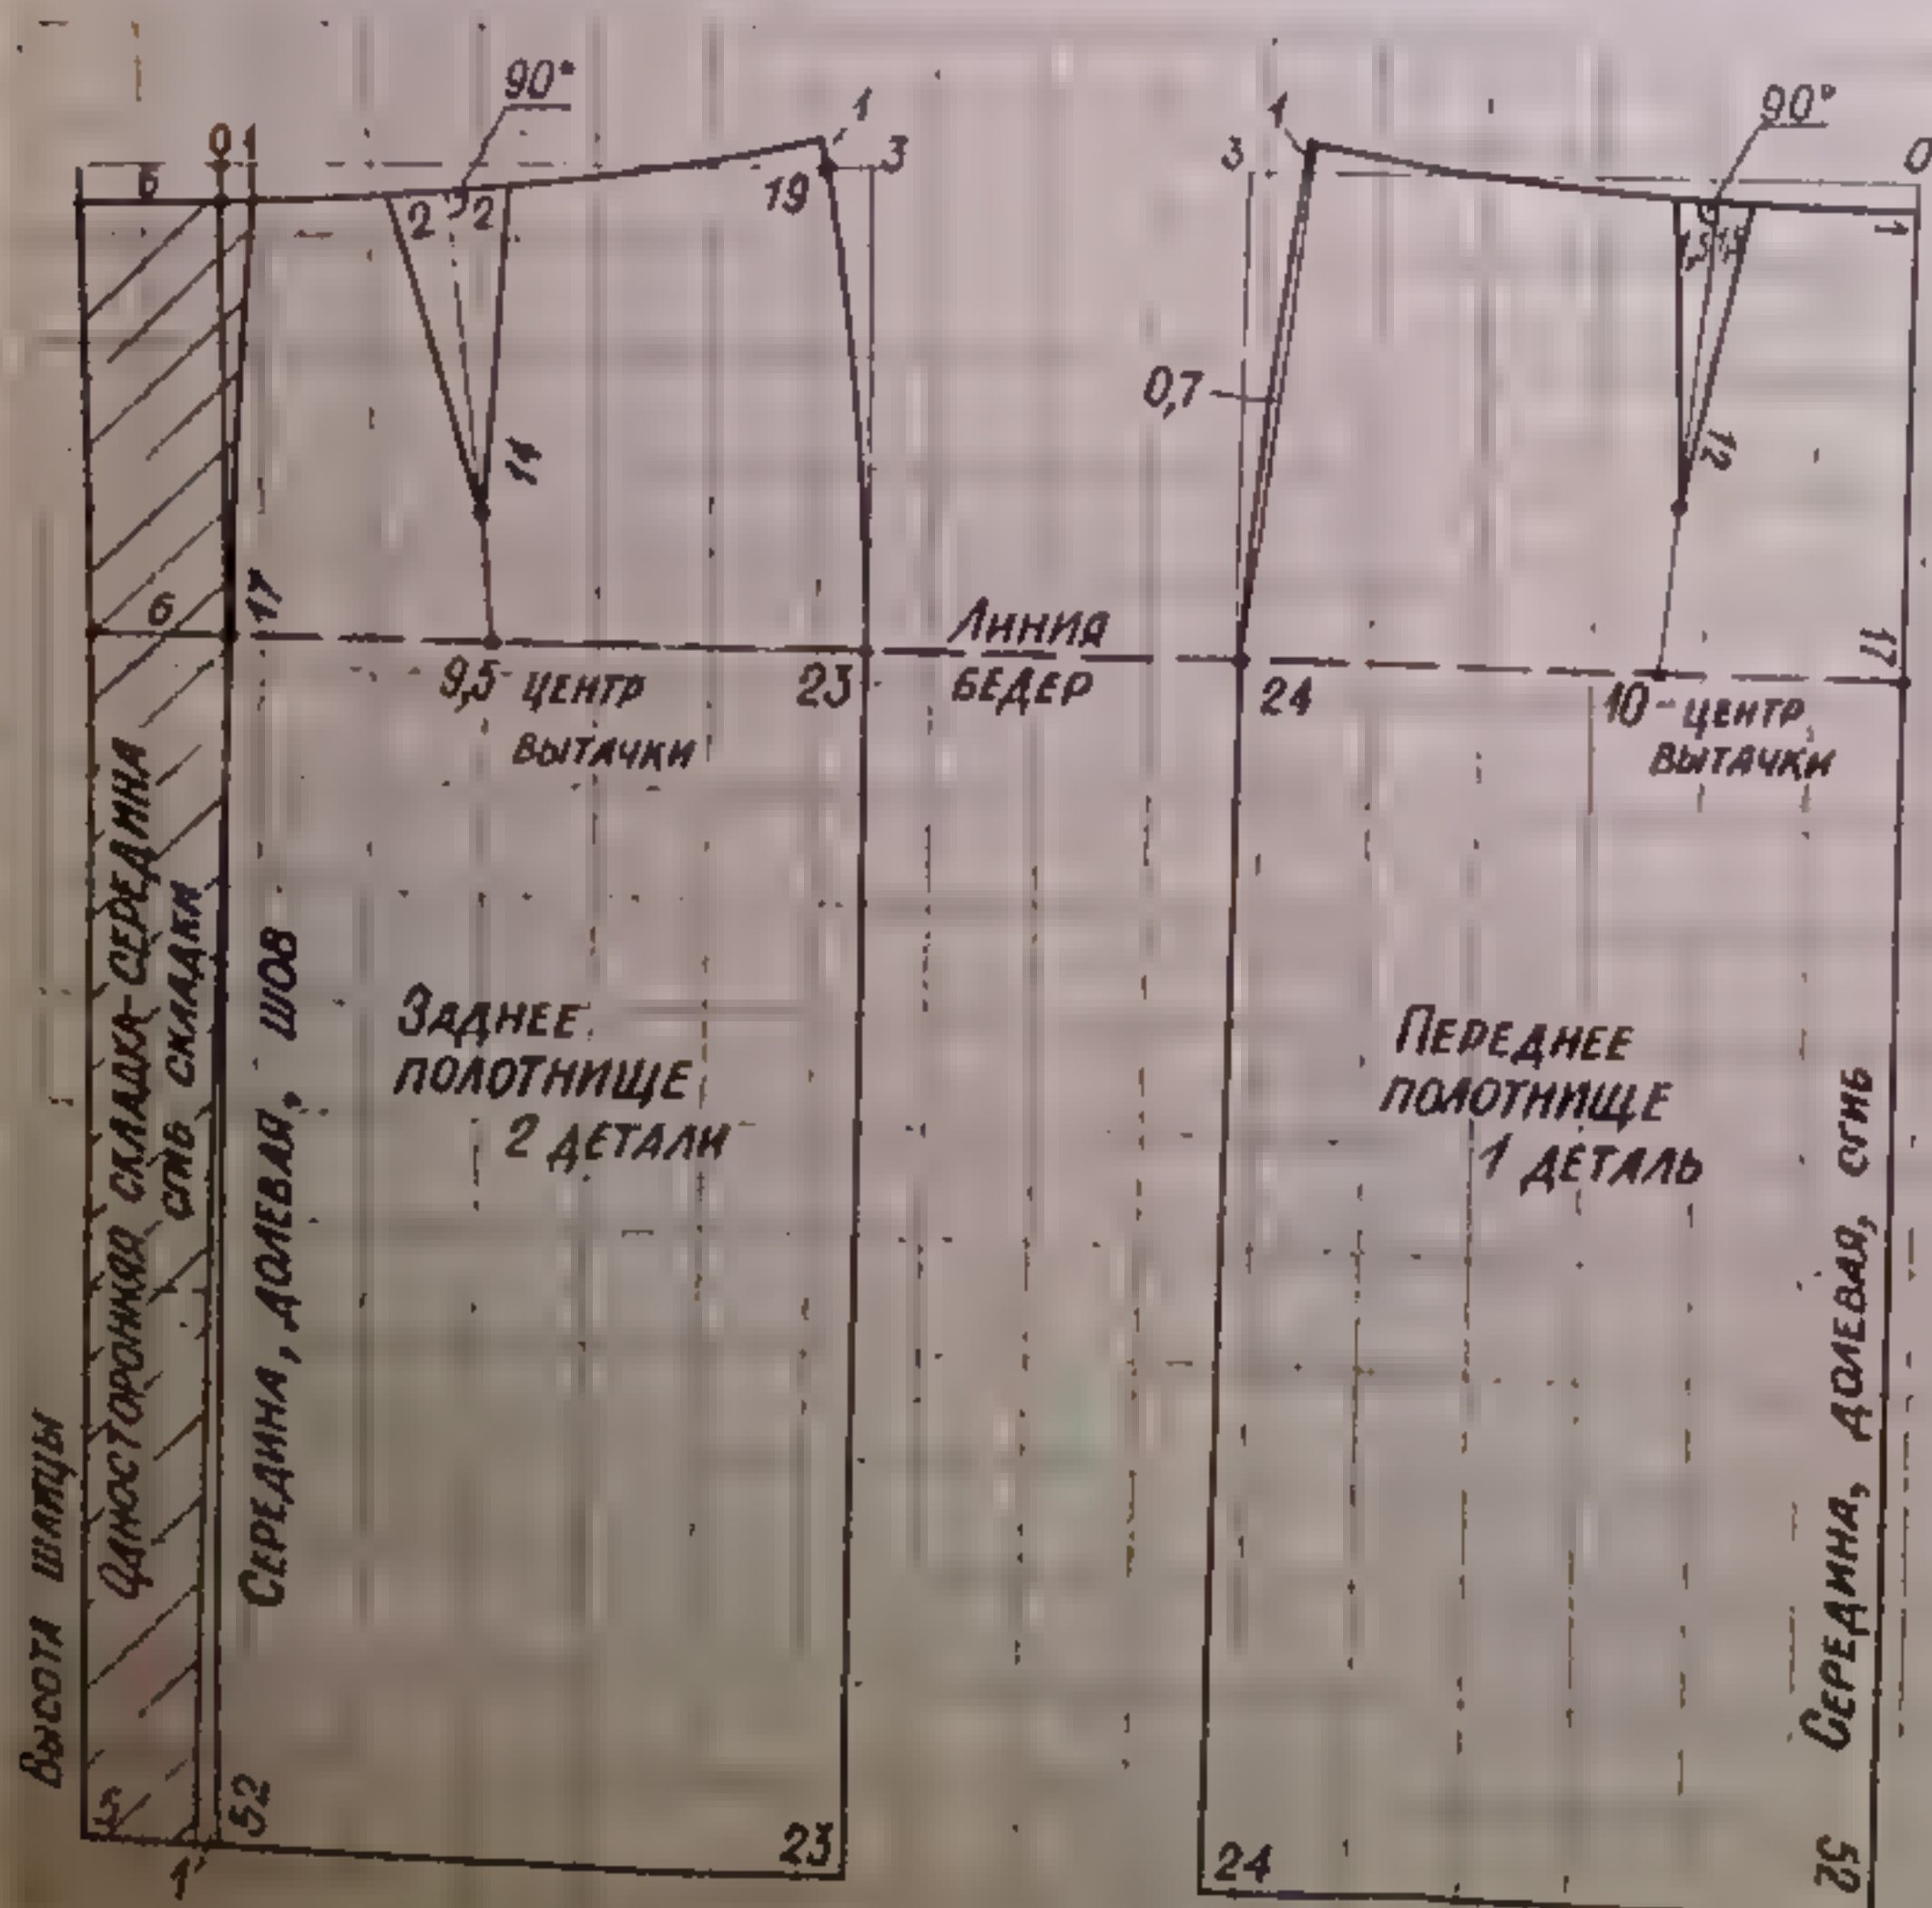 90°
1
3
0 1
6
2 2
19
14
6
17
9,5 - центр
вытачки
23
Линия
бедер
Заднее
полотнище
2 детали
Середина, долевая, шов
Односторонняя складка-середина
сгиб складки
Высота шлицы
5
52
1
23
1
3
90°
0
1
0,7
12
17
24
10 - центр
вытачки
Переднее
полотнище
1 деталь
Середина, долевая, сгиб
24
52